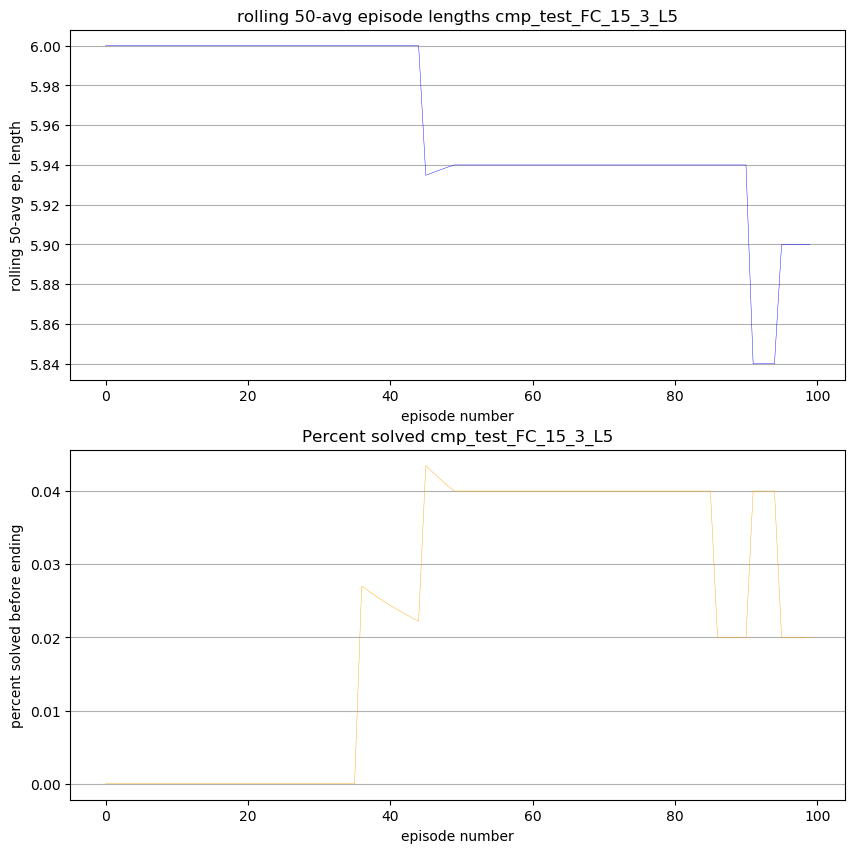 rolling 50-avg episode lengths cmp_test_FC_15_3_L5
rolling 50-avg ep. length
6.00
5.98
5.96
5.94
5.92
5.90
5.88
5.86
5.84
0 20 40 60 80 100
episode number
Percent solved cmp_test_FC_15_3_L5
percent solved before ending
0.04
0.03
0.02
0.01
0.00
0 20 40 60 80 100
episode number